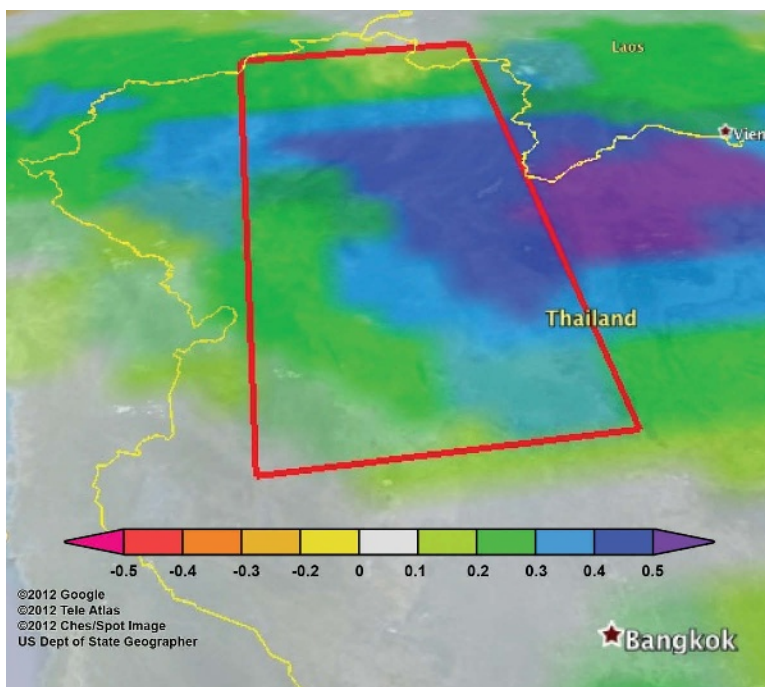 Laos
Vien
Thailand
-0.5 -0.4 -0.3 -0.2 0 0.1 0.2 0.3 0.4 0.5
©2012 Google
©2012 Tele Atlas
©2012 Ches/Spot Image
US Dept of State Geographer
Bangkok